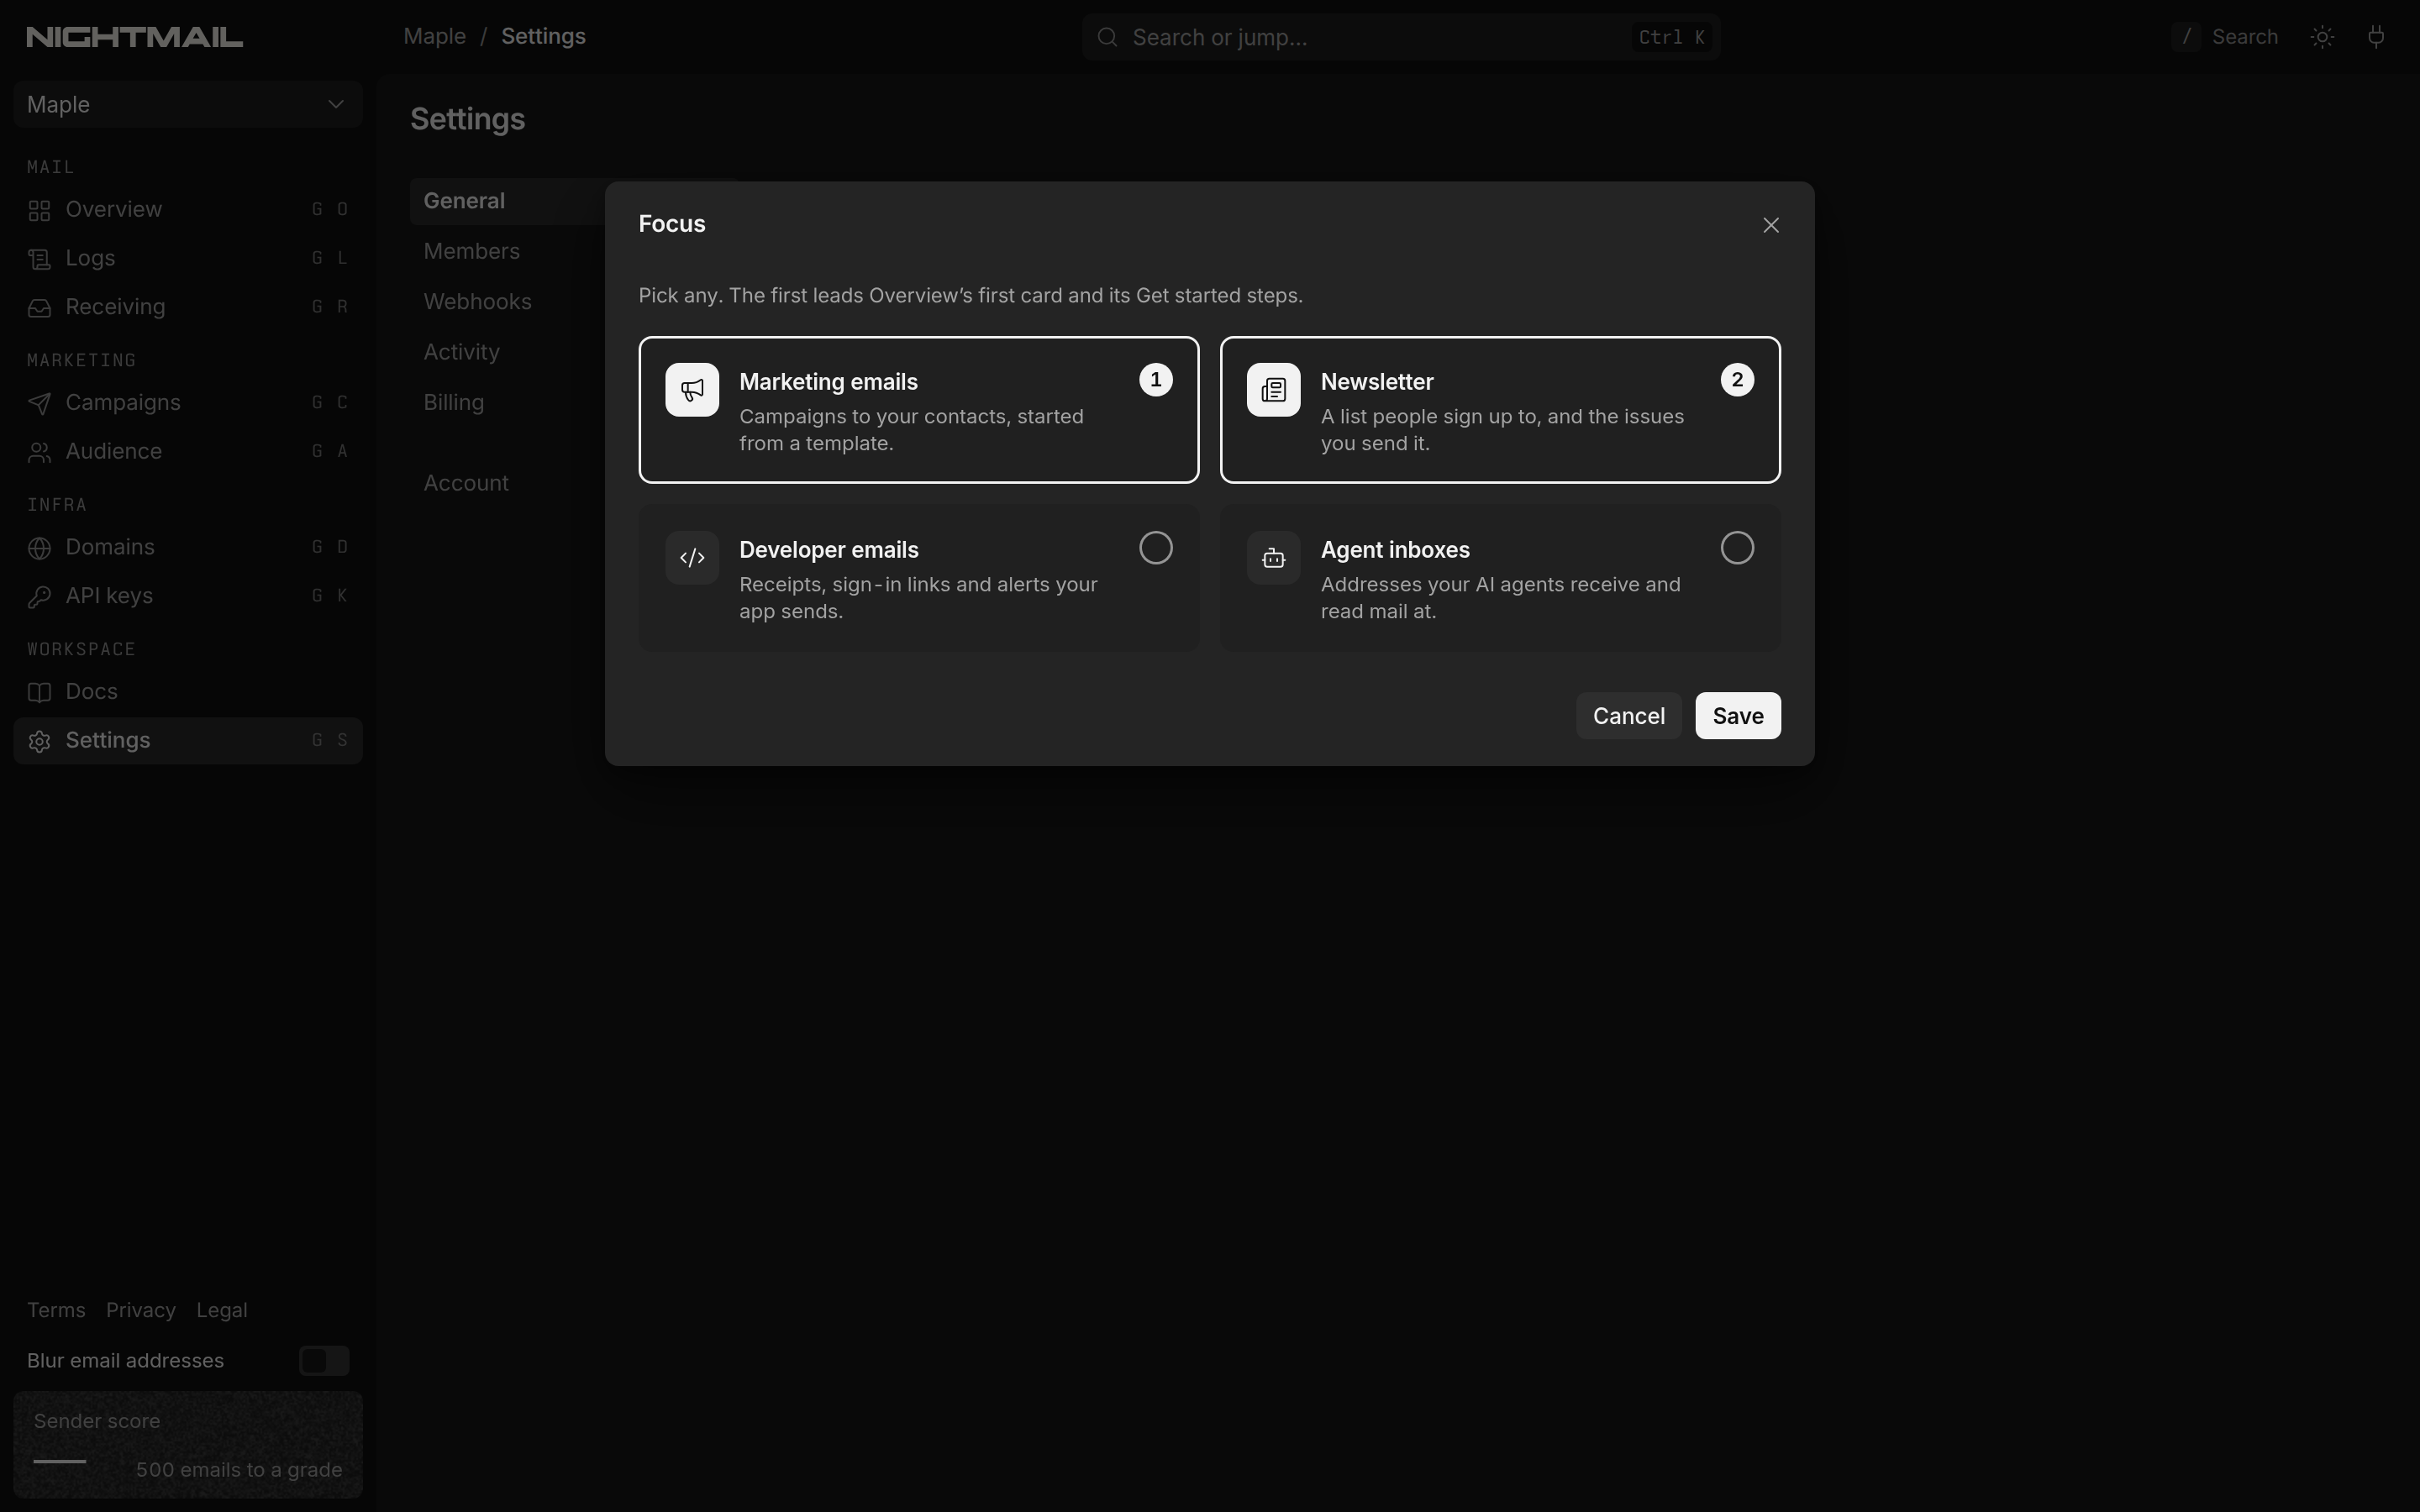 NIGHTMAIL
Maple / Settings
Search or jump...
Ctrl K
/ Search
Maple
MAIL
Overview G O
Logs G L
Receiving G R
MARKETING
Campaigns G C
Audience G A
INFRA
Domains G D
API keys G K
WORKSPACE
Docs
Settings G S
Terms Privacy Legal
Blur email addresses
Sender score
500 emails to a grade
Settings
General
Members
Webhooks
Activity
Billing
Account
Focus
Pick any. The first leads Overview’s first card and its Get started steps.
Marketing emails 1
Campaigns to your contacts, started
from a template.
Newsletter 2
A list people sign up to, and the issues
you send it.
Developer emails
Receipts, sign-in links and alerts your
app sends.
Agent inboxes
Addresses your AI agents receive and
read mail at.
Cancel
Save